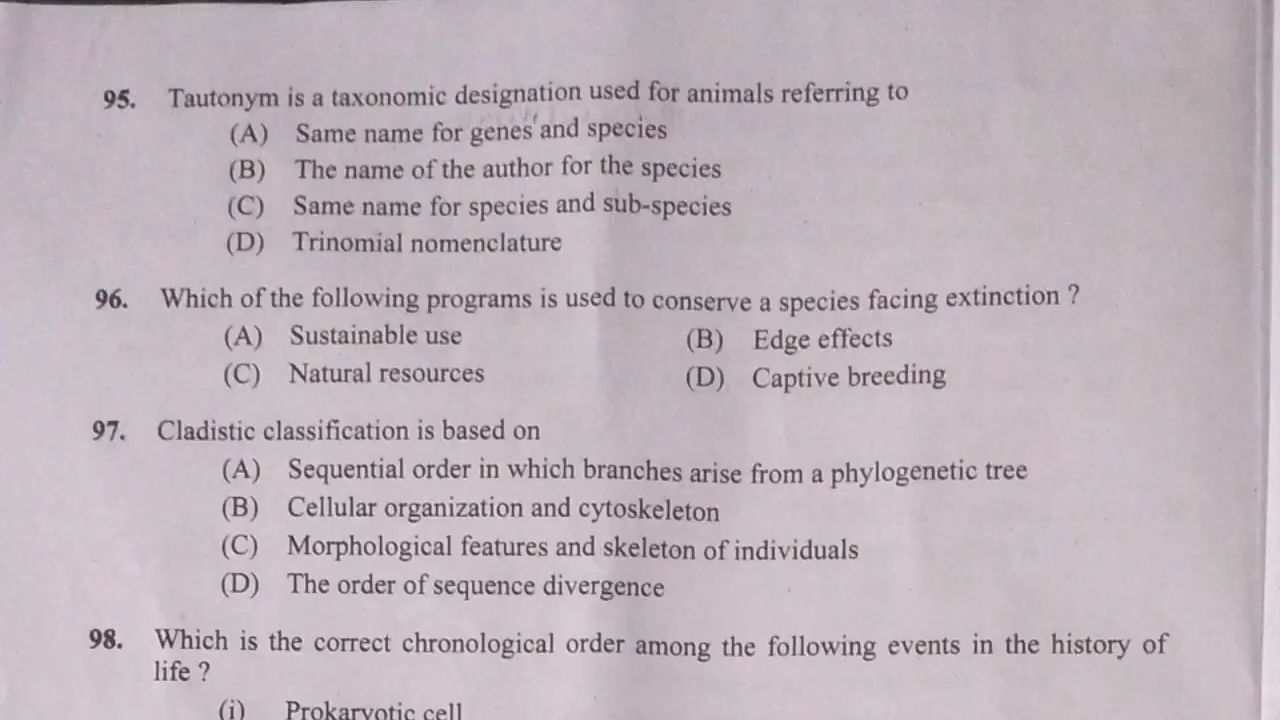 95. Tautonym is a taxonomic designation used for animals referring to
(A) Same name for genes and species
(B) The name of the author for the species
(C) Same name for species and sub-species
(D) Trinomial nomenclature
96. Which of the following programs is used to conserve a species facing extinction ?
(A) Sustainable use (B) Edge effects
(C) Natural resources (D) Captive breeding
97. Cladistic classification is based on
(A) Sequential order in which branches arise from a phylogenetic tree
(B) Cellular organization and cytoskeleton
(C) Morphological features and skeleton of individuals
(D) The order of sequence divergence
98. Which is the correct chronological order among the following events in the history of
life ?
(i) Prokaryotic cell